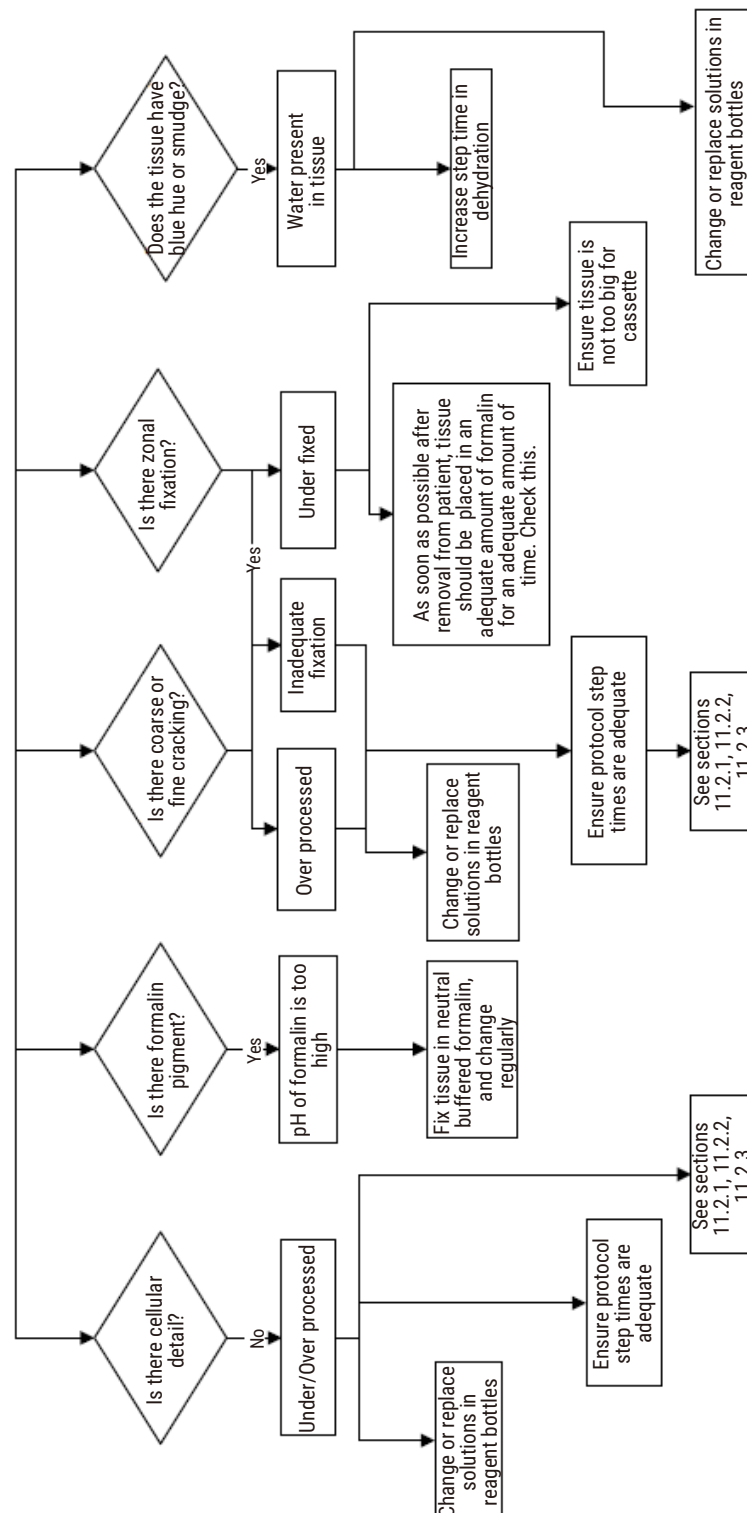 Is there cellular
detail?
No
Under/Over processed
Change or replace
solutions in
reagent bottles
Ensure protocol
step times are
adequate
See sections
11.2.1, 11.2.2,
11.2.3
Is there formalin
pigment?
Yes
pH of formalin is too
high
Fix tissue in neutral
buffered formalin,
and change
regularly
Is there coarse or
fine cracking?
Yes
Over processed
Inadequate
fixation
Change or replace
solutions in reagent
bottles
Ensure protocol step
times are adequate
See sections
11.2.1, 11.2.2,
11.2.3
Is there zonal
fixation?
Under fixed
As soon as possible after
removal from patient, tissue
should be placed in an
adequate amount of formalin
for an adequate amount of
time. Check this.
Ensure tissue is
not too big for
cassette
Does the tissue have
blue hue or smudge?
Yes
Water present
in tissue
Increase step time in
dehydration
Change or replace solutions in
reagent bottles